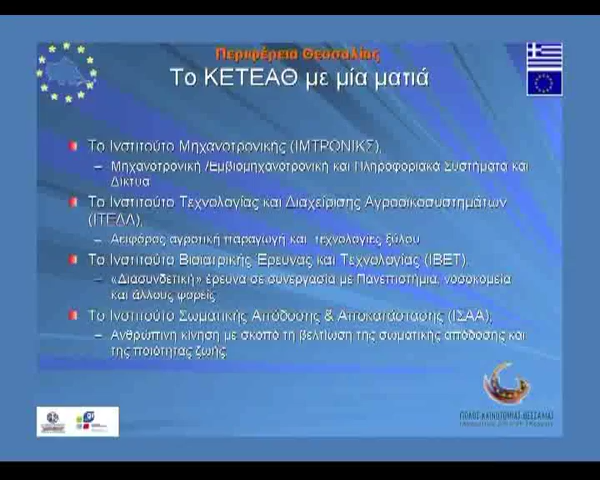 Περιφέρεια Θεσσαλίας
Το ΚΕΤΕΑΘ με μία ματιά
Το Ινστιτούτο Μηχανοτρονικής (ΙΜΤΡΟΝΙΚΣ),
– Μηχανοτρονική /Εμβιομηχανοτρονική και Πληροφοριακά Συστήματα και
Δίκτυα
Το Ινστιτούτο Τεχνολογίας και Διαχείρισης Αγροοικοσυστημάτων
(ΙΤΕΔΑ),
– Αειφόρος αγροτική παραγωγή και τεχνολογίες ξύλου
Το Ινστιτούτο Βιοιατρικής Έρευνας και Τεχνολογίας (ΙΒΕΤ),
– «Διασυνδετική» έρευνα σε συνεργασία με Πανεπιστήμια, νοσοκομεία
και άλλους φορείς
Το Ινστιτούτο Σωματικής Απόδοσης & Αποκατάστασης (ΙΣΑΑ),
– Ανθρώπινη κίνηση με σκοπό τη βελτίωση της σωματικής απόδοσης και
της ποιότητας ζωής
ΠΟΛΟΣ ΚΑΙΝΟΤΟΜΙΑΣ ΘΕΣΣΑΛΙΑΣ